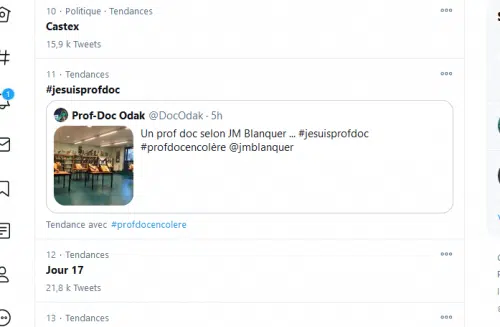 10 · Politique · Tendances
Castex
15,9 k Tweets
11 · Tendances
#jesuisprofdoc
Prof-Doc Odak @DocOdak · 5h
Un prof doc selon JM Blanquer ... #jesuisprofdoc
#profdocencolère @jmblanquer
Tendance avec #profdocencolere
12 · Tendances
Jour 17
21,8 k Tweets
13 · Tendances
1